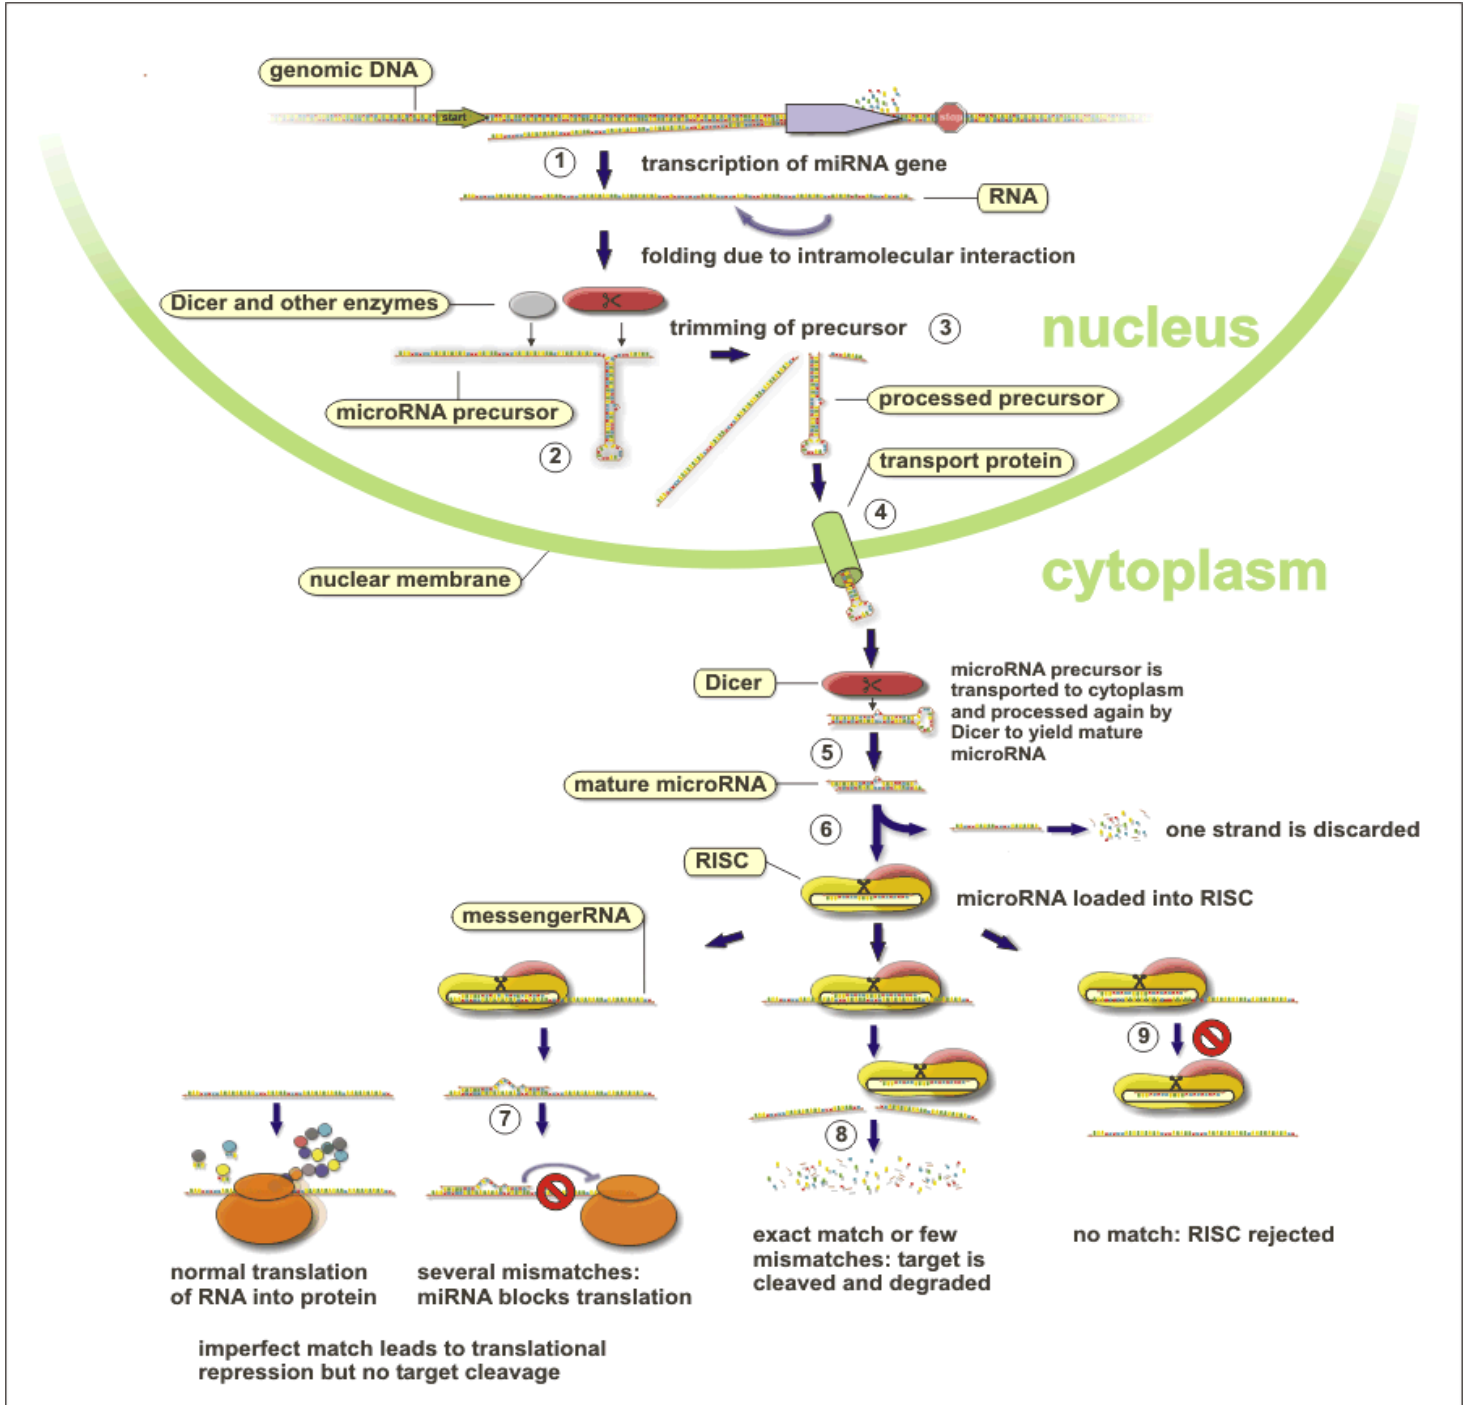 genomic DNA
start
stop
1
transcription of miRNA gene
RNA
folding due to intramolecular interaction
Dicer and other enzymes
trimming of precursor
3
nucleus
microRNA precursor
processed precursor
2
transport protein
4
nuclear membrane
cytoplasm
Dicer
microRNA precursor is
transported to cytoplasm
and processed again by
Dicer to yield mature
microRNA
5
mature microRNA
6
one strand is discarded
RISC
microRNA loaded into RISC
messengerRNA
9
7
8
normal translation
of RNA into protein
several mismatches:
miRNA blocks translation
exact match or few
mismatches: target is
cleaved and degraded
no match: RISC rejected
imperfect match leads to translational
repression but no target cleavage